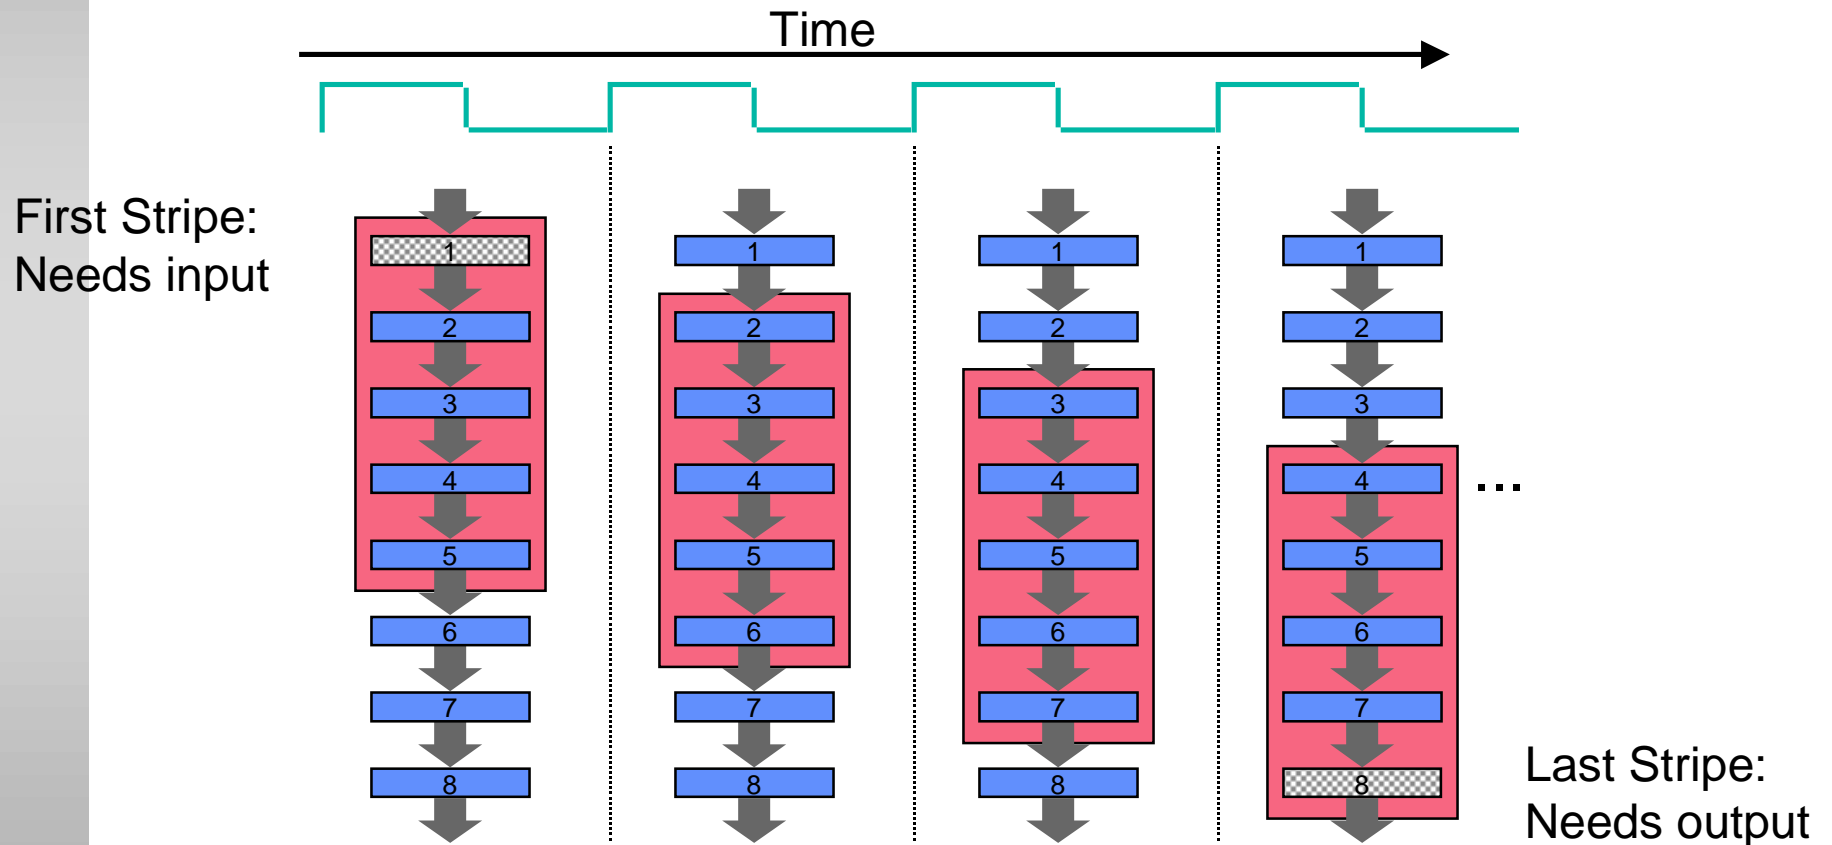 Time
First Stripe:
Needs input
1 1 1 1
2 2 2 2
3 3 3 3
4 4 4 4 ...
5 5 5 5
6 6 6 6
7 7 7 7
8 8 8 8
Last Stripe:
Needs output